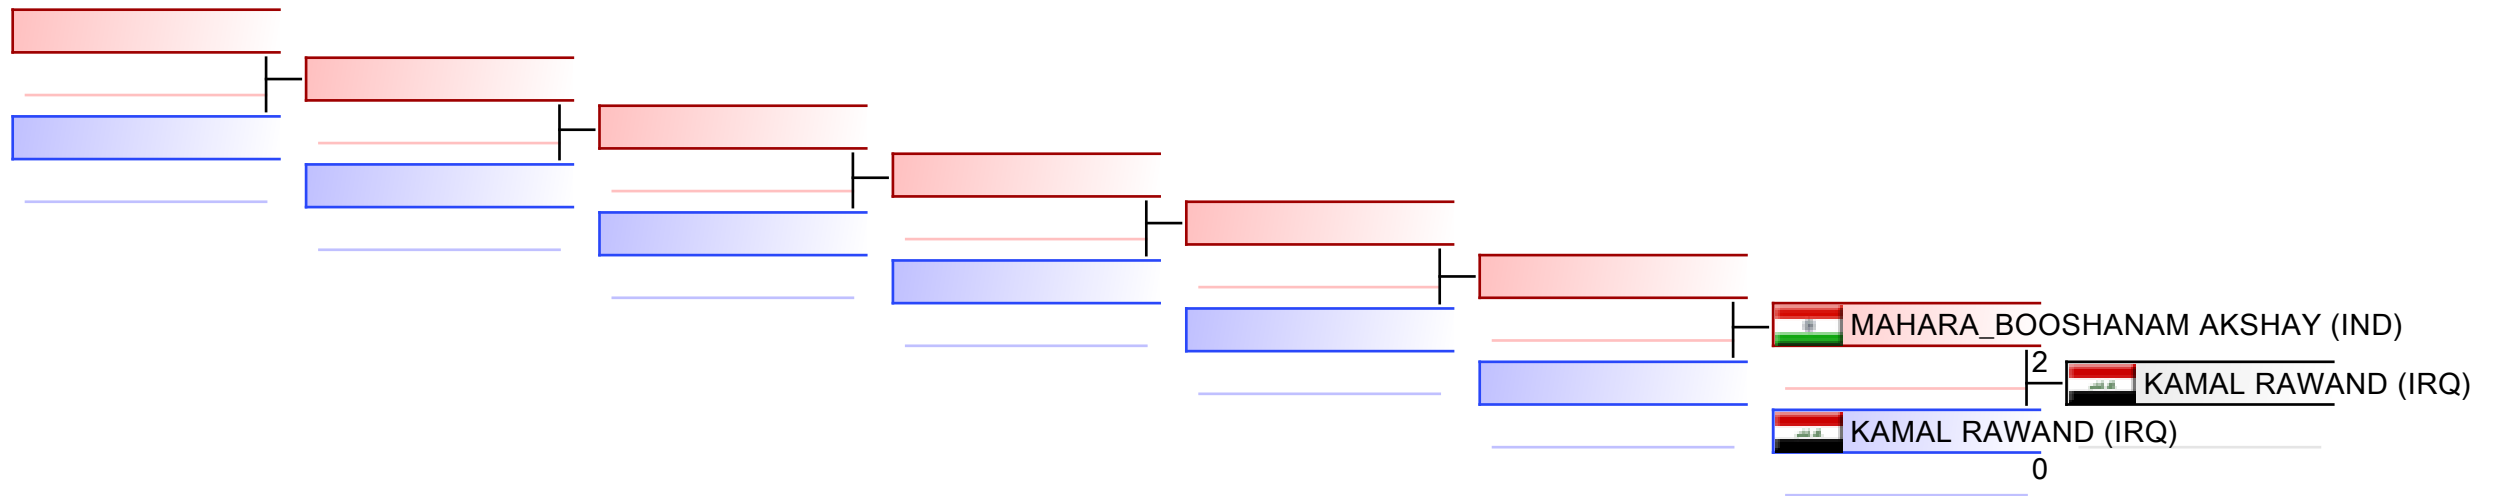 MAHARA_BOOSHANAM AKSHAY (IND)
2
KAMAL RAWAND (IRQ)
KAMAL RAWAND (IRQ)
0